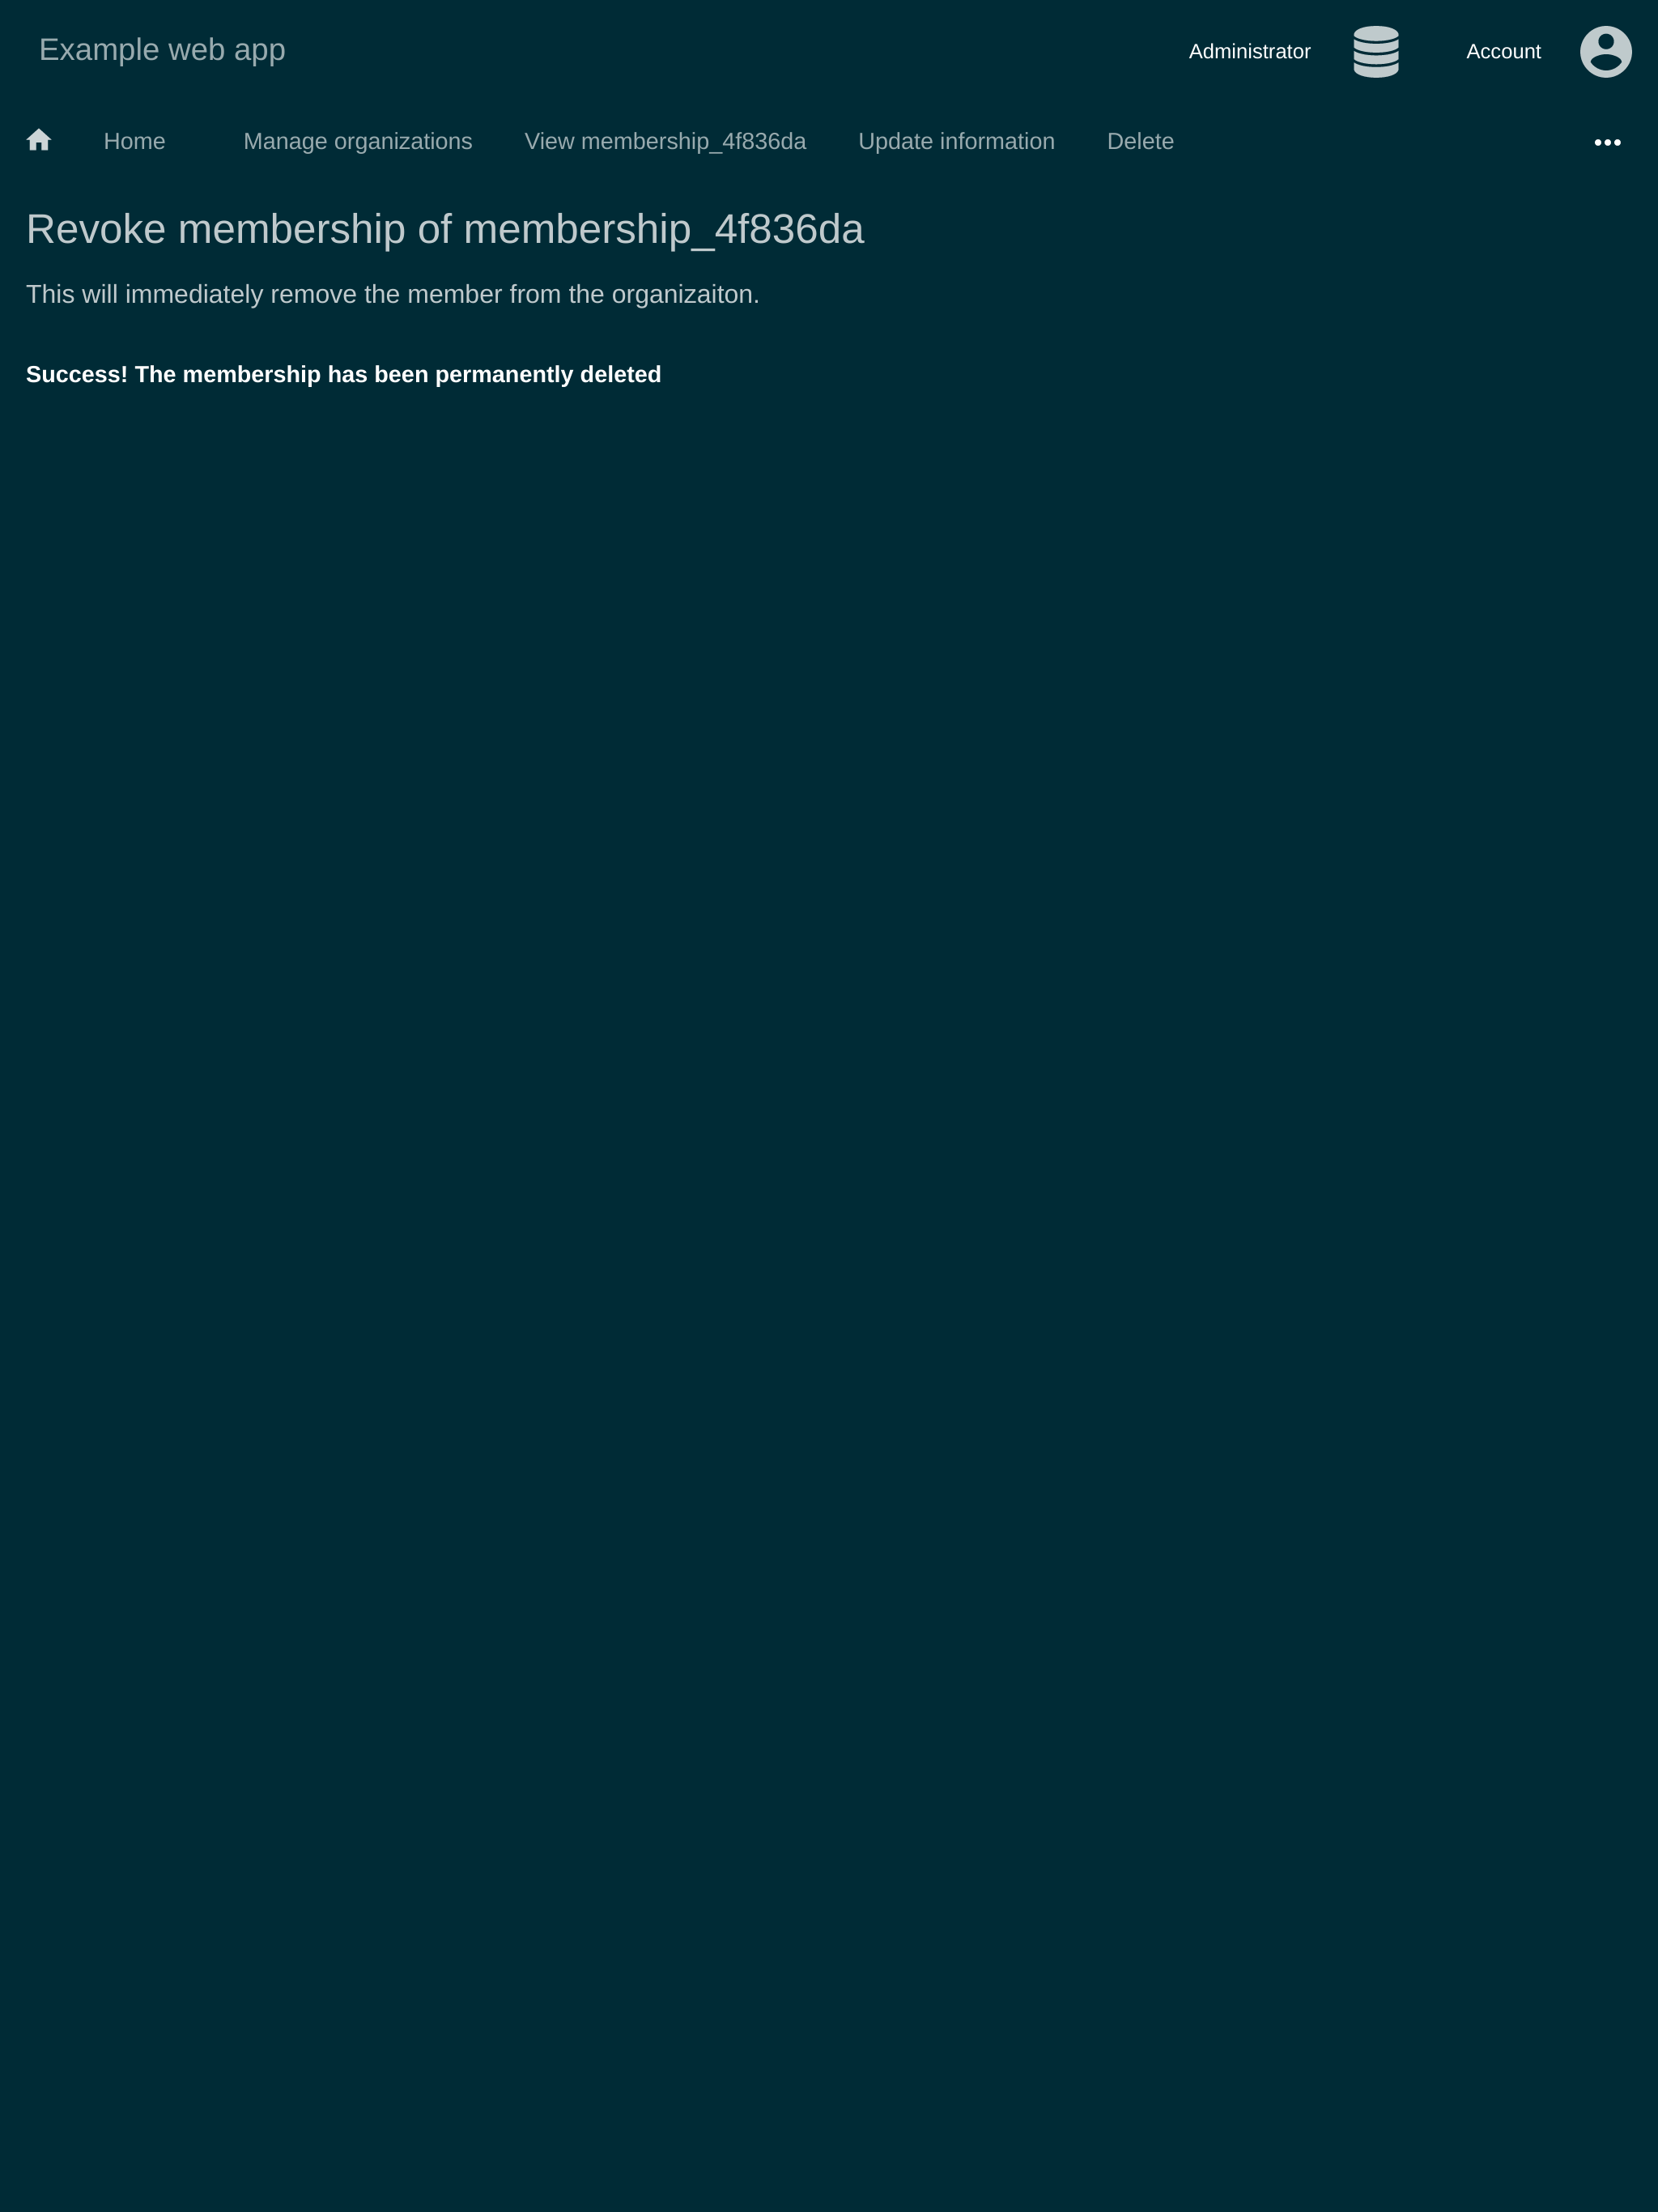 Example web app
Administrator
Account
Home
Manage organizations
View membership_4f836da
Update information
Delete
Revoke membership of membership_4f836da
This will immediately remove the member from the organizaiton.
Success! The membership has been permanently deleted